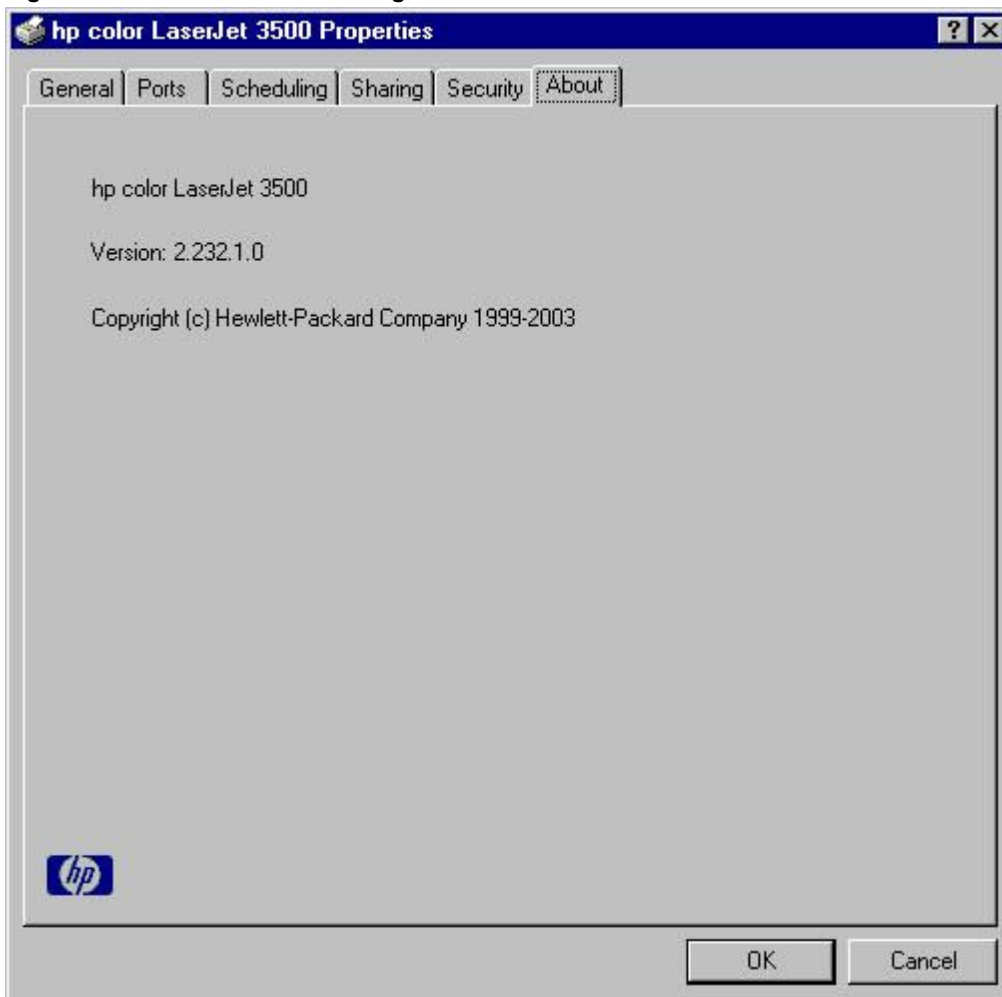 hp color LaserJet 3500 Properties
General Ports Scheduling Sharing Security About
hp color LaserJet 3500
Version: 2.232.1.0
Copyright (c) Hewlett-Packard Company 1999-2003
hp
OK Cancel